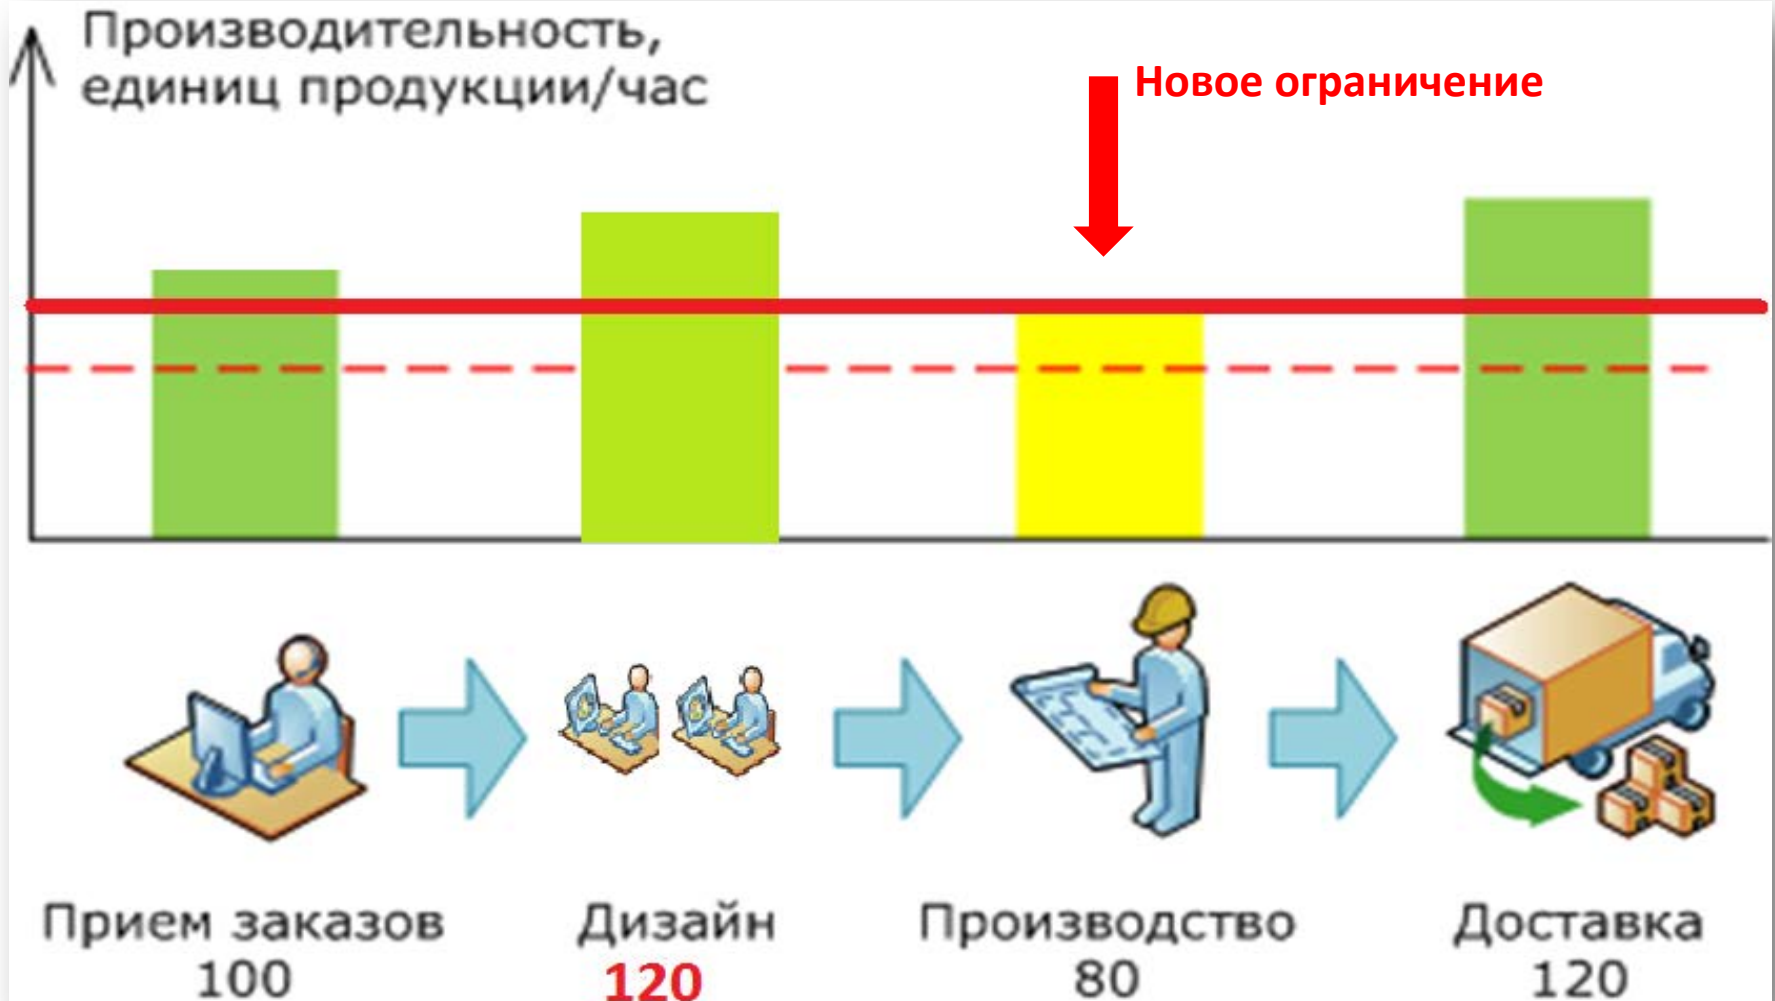 Производительность,
единиц продукции/час
Новое ограничение
Прием заказов
100
Дизайн
120
Производство
80
Доставка
120